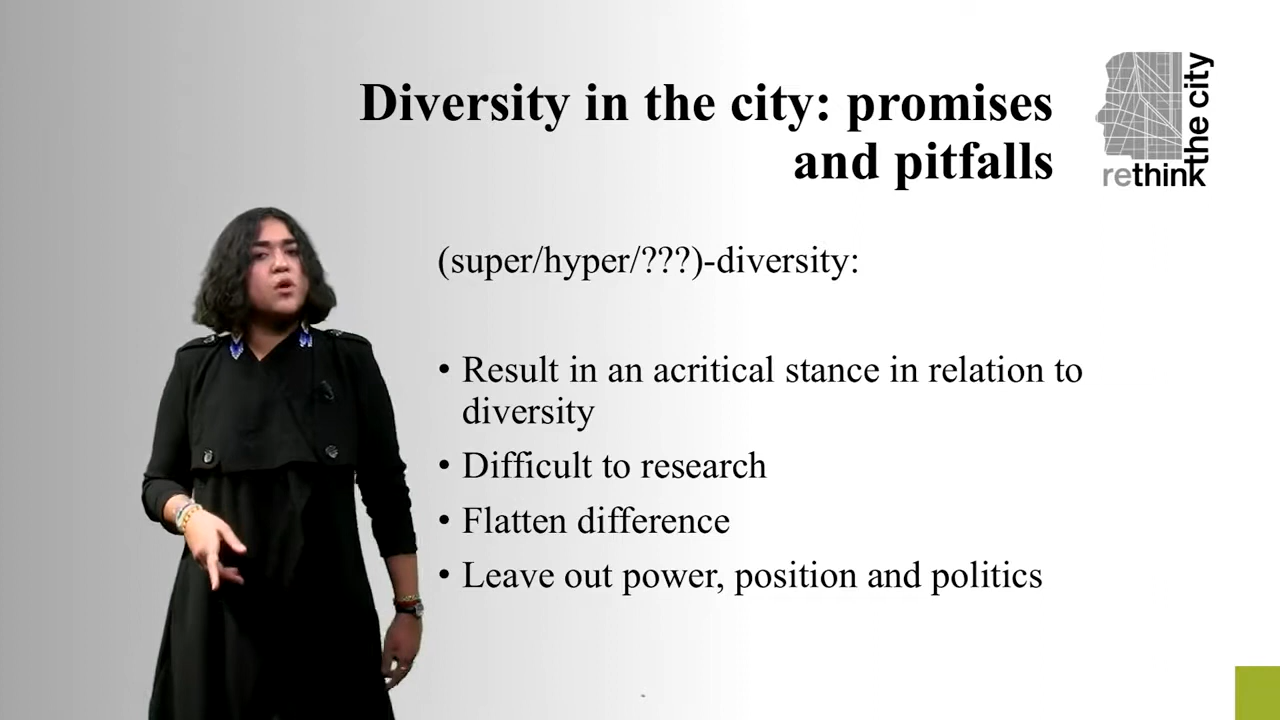 Diversity in the city: promises
and pitfalls
rethink
the city
(super/hyper/???)-diversity:
• Result in an acritical stance in relation to
diversity
• Difficult to research
• Flatten difference
• Leave out power, position and politics